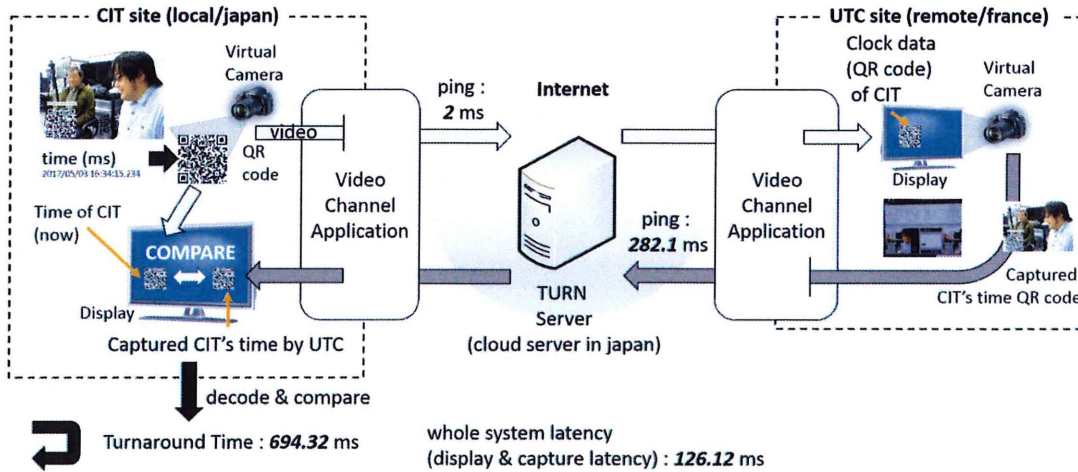 CIT site (local/japan)
Virtual
Camera
time (ms)
2017/05/03 16:34:15.234
QR
code
video
Time of CIT
(now)
COMPARE
Display
Captured CIT's time by UTC
Video
Channel
Application
ping :
2 ms
Internet
ping :
282.1 ms
TURN
Server
(cloud server in japan)
Video
Channel
Application
UTC site (remote/france)
Clock data
(QR code)
of CIT
Virtual
Camera
Display
Captured
CIT's time QR code
decode & compare
Turnaround Time : 694.32 ms
whole system latency
(display & capture latency) : 126.12 ms